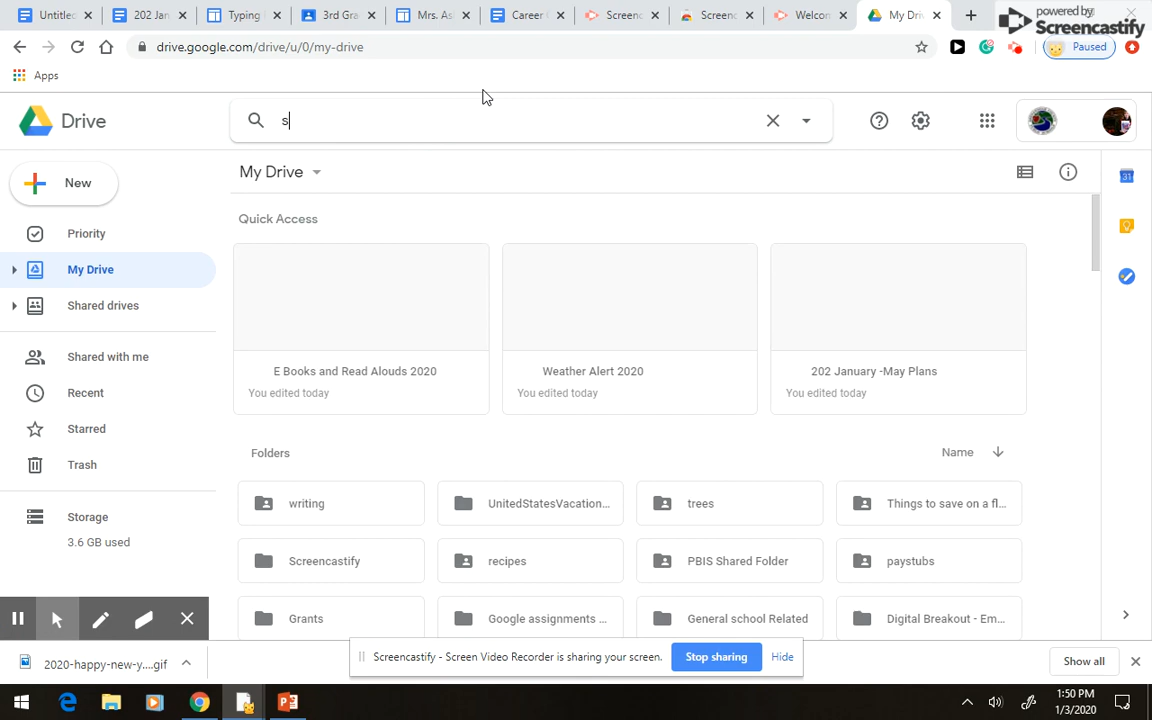 Untitled
202 Jan
Typing
3rd Gra
Mrs. As
Career
Screenc
Screenc
Welcon
My Driv
powered by
Screencastify
drive.google.com/drive/u/0/my-drive
Paused
Apps
Drive
s
New
My Drive
Priority
Quick Access
My Drive
Shared drives
31
E Books and Read Alouds 2020
Weather Alert 2020
202 January -May Plans
Shared with me
You edited today
You edited today
You edited today
Recent
Starred
Folders
Name
Trash
writing
UnitedStatesVacation...
trees
Things to save on a fl...
Storage
3.6 GB used
Screencastify
recipes
PBIS Shared Folder
paystubs
Grants
Google assignments ...
General school Related
Digital Breakout - Em...
2020-happy-new-y....gif
Screencastify - Screen Video Recorder is sharing your screen.
Stop sharing
Hide
Show all
1:50 PM
1/3/2020